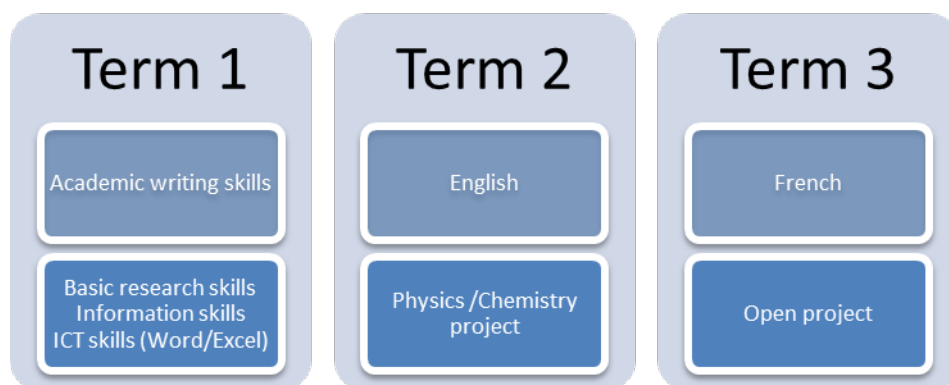 Term 1
Academic writing skills
Basic research skills
Information skills
ICT skills (Word/Excel)
Term 2
English
Physics /Chemistry
project
Term 3
French
Open project